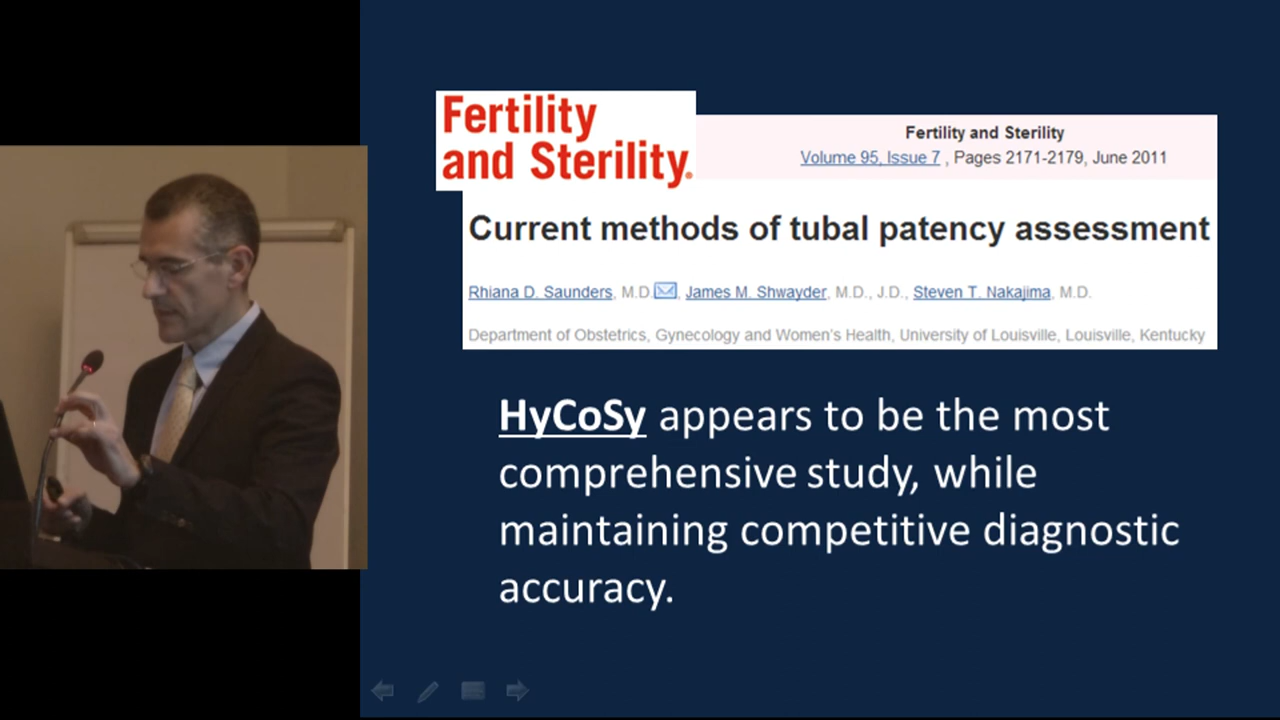 Fertility
and Sterility®
Fertility and Sterility
Volume 95, Issue 7 , Pages 2171-2179, June 2011
Current methods of tubal patency assessment
Rhiana D. Saunders, M.D. , James M. Shwayder, M.D., J.D., Steven T. Nakajima, M.D.
Department of Obstetrics, Gynecology and Women's Health, University of Louisville, Louisville, Kentucky
HyCoSy appears to be the most
comprehensive study, while
maintaining competitive diagnostic
accuracy.